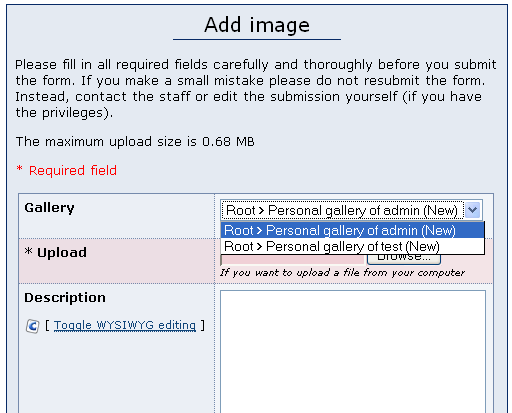 Add image
Please fill in all required fields carefully and thoroughly before you submit
the form. If you make a small mistake please do not resubmit the form.
Instead, contact the staff or edit the submission yourself (if you have
the privileges).
The maximum upload size is 0.68 MB
* Required field
Gallery
Root > Personal gallery of admin (New)
Root > Personal gallery of admin (New)
Root > Personal gallery of test (New)
* Upload
Browse...
If you want to upload a file from your computer
Description
[ Toggle WYSIWYG editing ]